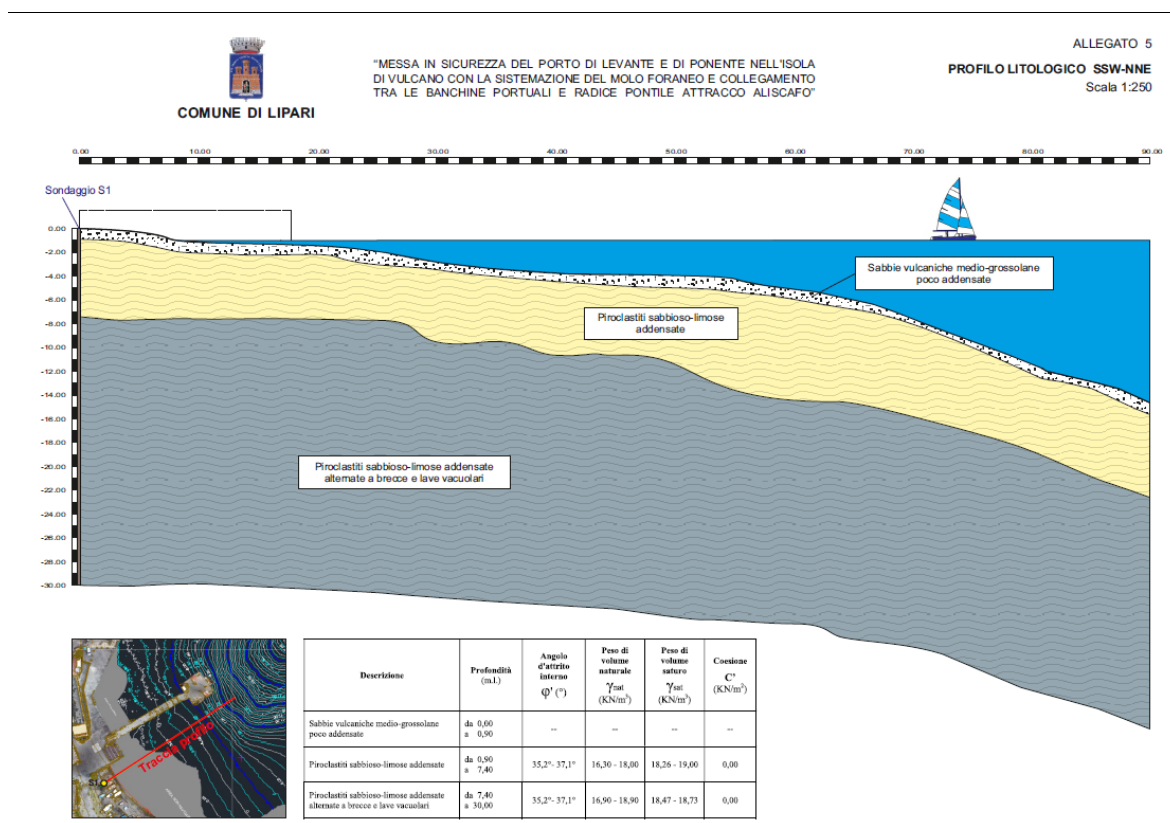 ALLEGATO 5
PROFILO LITOLOGICO SSW-NNE
Scala 1:250
"MESSA IN SICUREZZA DEL PORTO DI LEVANTE E DI PONENTE NELL'ISOLA
DI VULCANO CON LA SISTEMAZIONE DEL MOLO FORANEO E COLLEGAMENTO
TRA LE BANCHINE PORTUALI E RADICE PONTILE ATTRACCO ALISCAFO"
COMUNE DI LIPARI
0.00 10.00 20.00 30.00 40.00 50.00 60.00 70.00 80.00 90.00
Sondaggio S1
0.00
-2.00
-4.00
-6.00
-8.00
-10.00
-12.00
-14.00
-16.00
-18.00
-20.00
-22.00
-24.00
-26.00
-28.00
-30.00
Sabbie vulcaniche medio-grossolane
poco addensate
Piroclastiti sabbioso-limose
addensate
Piroclastiti sabbioso-limose addensate
alternate a brecce e lave vacuolari
S1
Traccia profilo
Descrizione
Profondità
(m.l.)
Angolo
d'attrito
interno
φ' (°)
Peso di
volume
naturale
γnat
(KN/m³)
Peso di
volume
saturo
γsat
(KN/m³)
Coesione
C'
(KN/m²)
Sabbie vulcaniche medio-grossolane
poco addensate
da 0,00
a 0,90
-- -- -- --
Piroclastiti sabbioso-limose addensate
da 0,90
a 7,40
35,2°- 37,1° 16,30 - 18,00 18,26 - 19,00 0,00
Piroclastiti sabbioso-limose addensate
alternate a brecce e lave vacuolari
da 7,40
a 30,00
35,2°- 37,1° 16,90 - 18,90 18,47 - 18,73 0,00